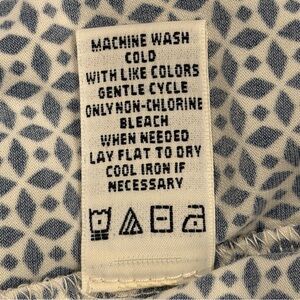 MACHINE WASH
COLD
WITH LIKE COLORS
GENTLE CYCLE
ONLY NON-CHLORINE
BLEACH
WHEN NEEDED
LAY FLAT TO DRY
COOL IRON IF
NECESSARY